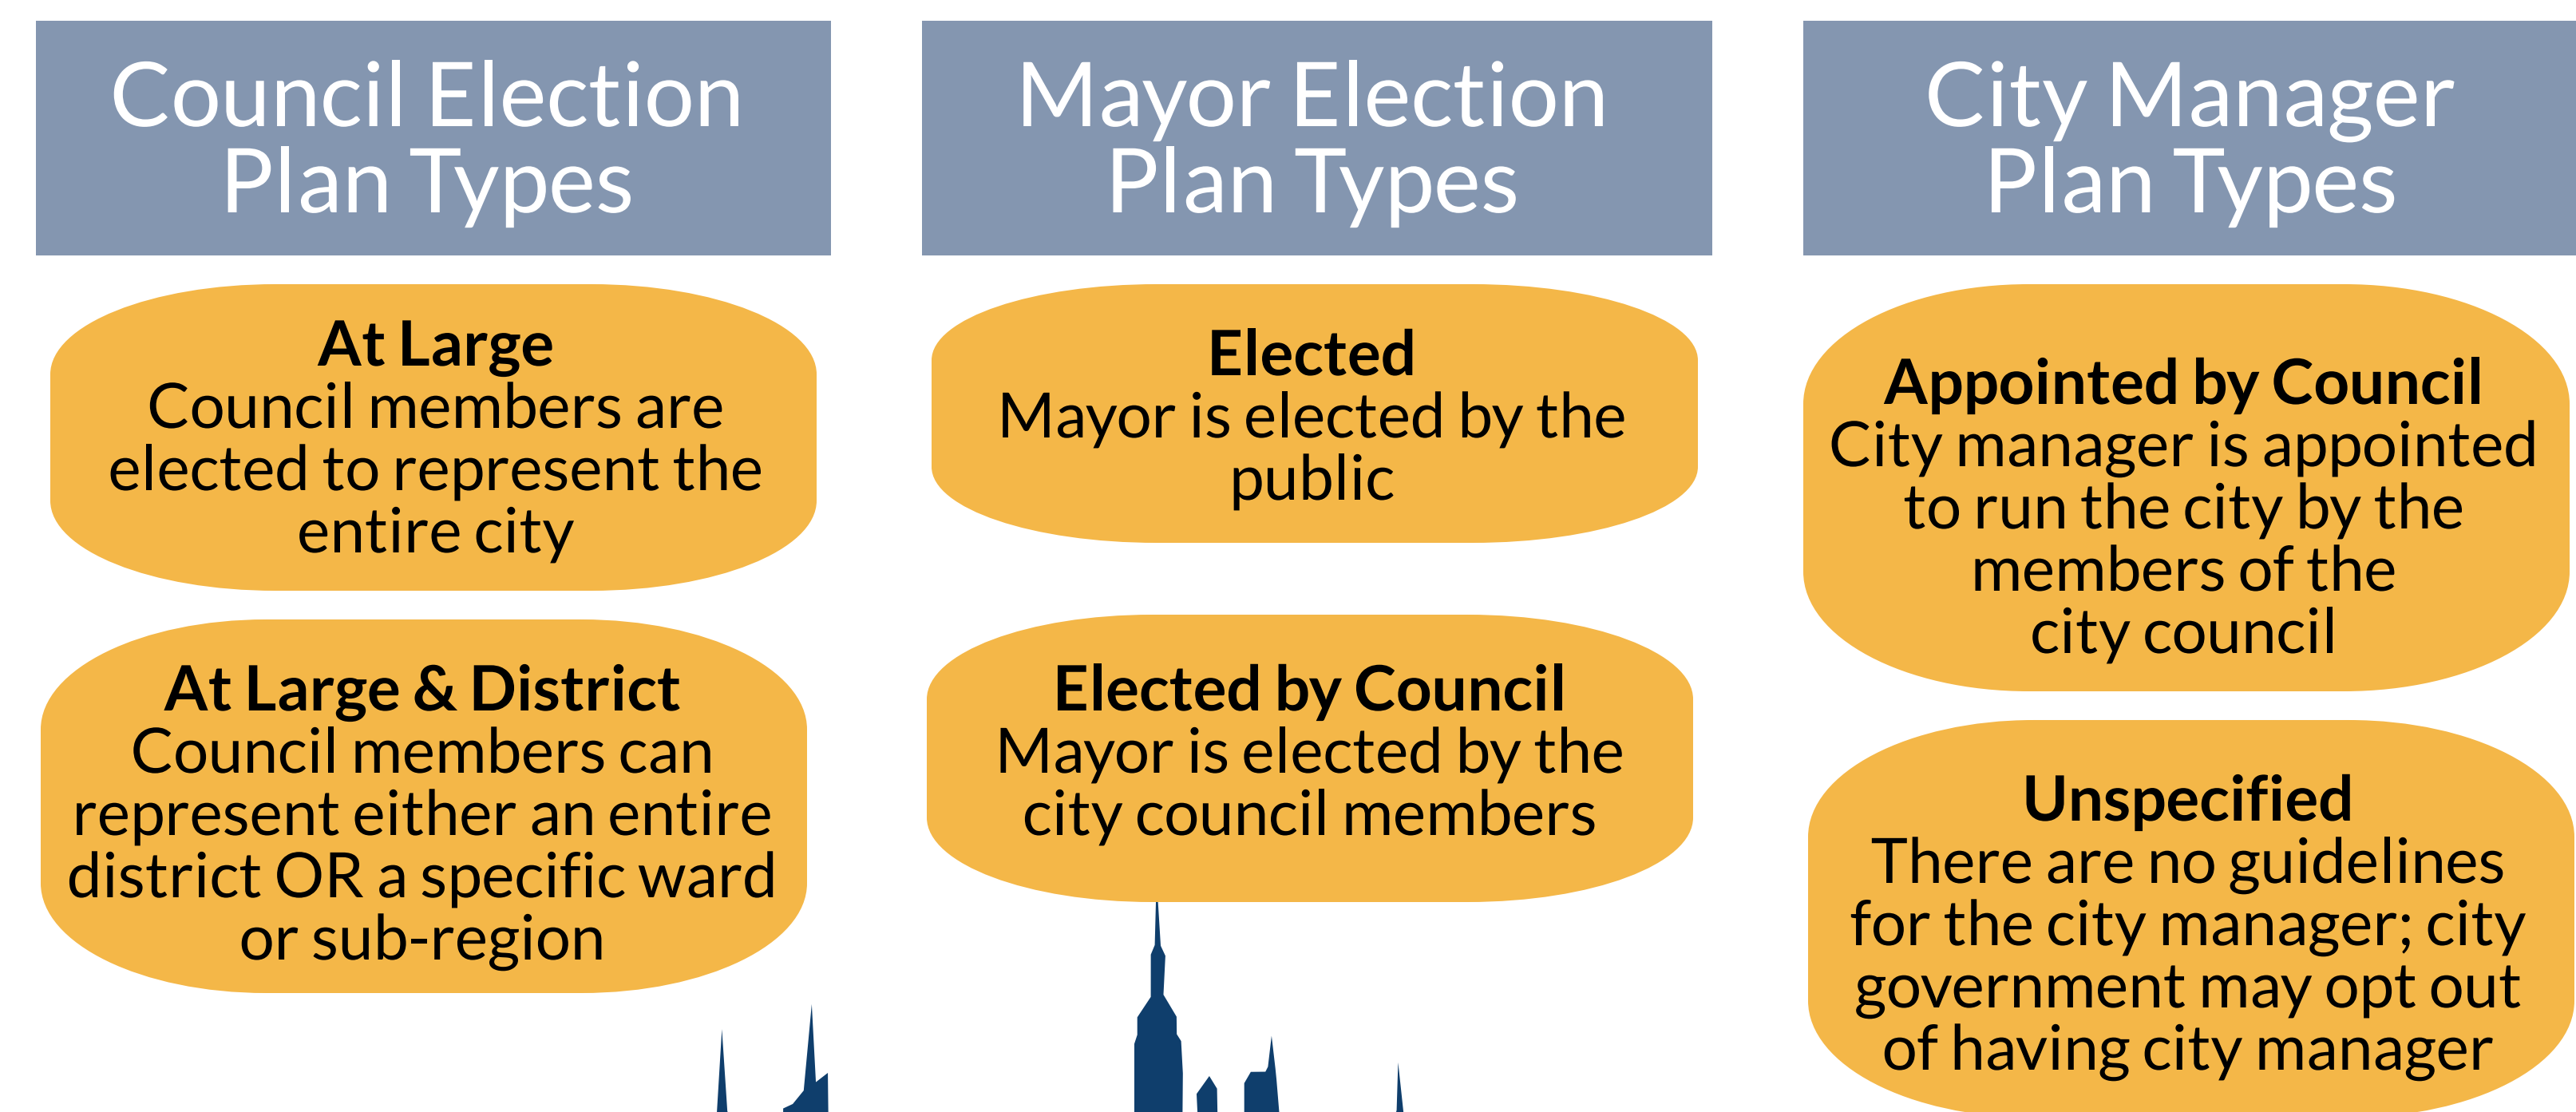 Council Election
Plan Types
At Large
Council members are
elected to represent the
entire city
At Large & District
Council members can
represent either an entire
district OR a specific ward
or sub-region
Mayor Election
Plan Types
Elected
Mayor is elected by the
public
Elected by Council
Mayor is elected by the
city council members
City Manager
Plan Types
Appointed by Council
City manager is appointed
to run the city by the
members of the
city council
Unspecified
There are no guidelines
for the city manager; city
government may opt out
of having city manager